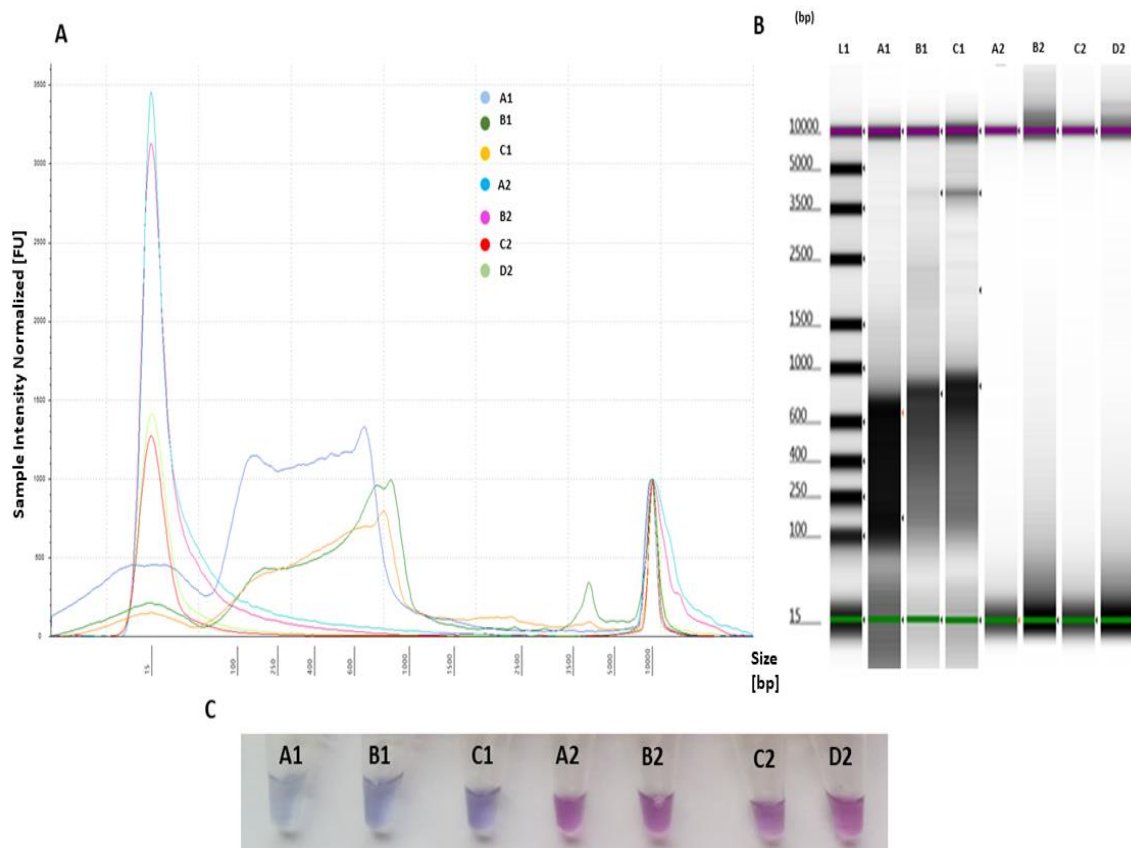 A
Sample Intensity Normalized [FU]
3500
3000
2500
2000
1500
1000
500
0
A1
B1
C1
A2
B2
C2
D2
15
100
250
400
600
1000
1500
2500
3500
5000
10000
Size
[bp]
B
(bp)
L1 A1 B1 C1 A2 B2 C2 D2
10000
5000
3500
2500
1500
1000
600
400
250
100
15
C
A1 B1 C1 A2 B2 C2 D2